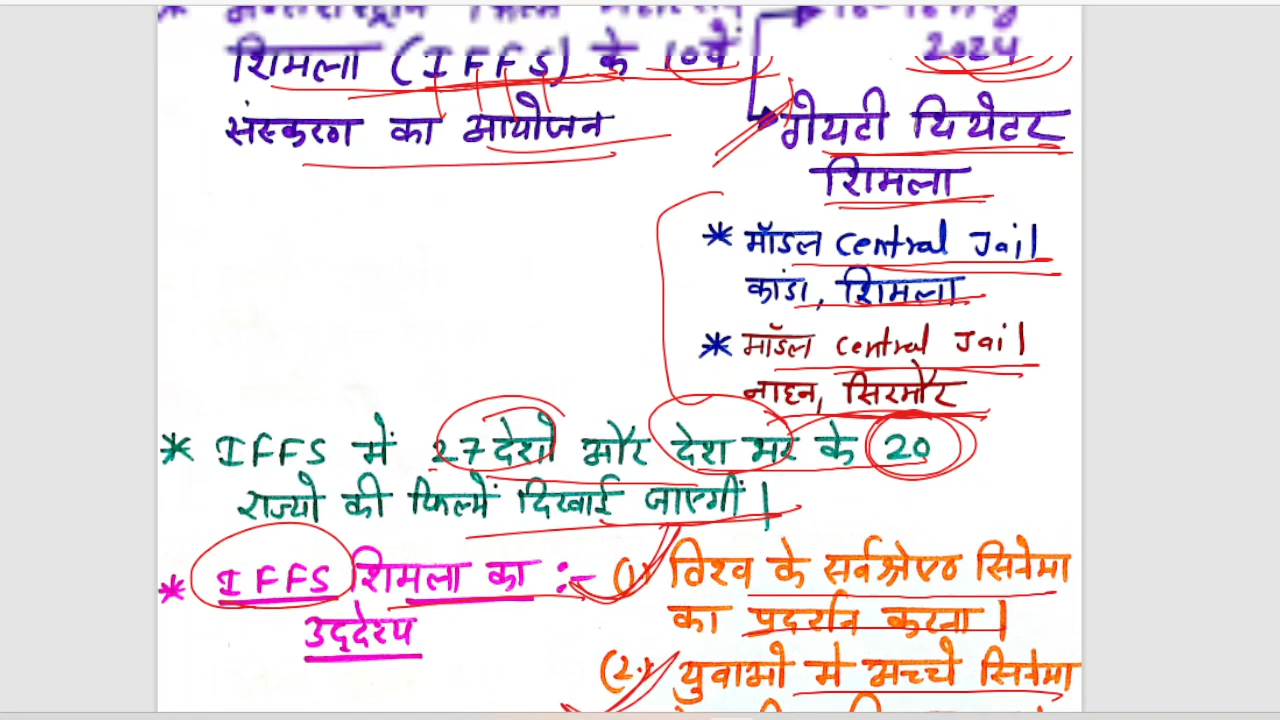 शिमला (IFFS) के 10वें
संस्करण का आयोजन
2024
गेयटी थियेटर
शिमला
* मॉडल Central Jail
कांडा, शिमला
* मॉडल Central Jail
नाहन, सिरमौर
* IFFS में 27 देशों और देश भर के 20
राज्यो की फिल्में दिखाई जाएगीं |
* IFFS शिमला का :-
उद्देश्य
(1) विश्व के सर्वश्रेष्ठ सिनेमा
का प्रदर्शन करना |
(2) युवाओ मे अच्छे सिनेमा